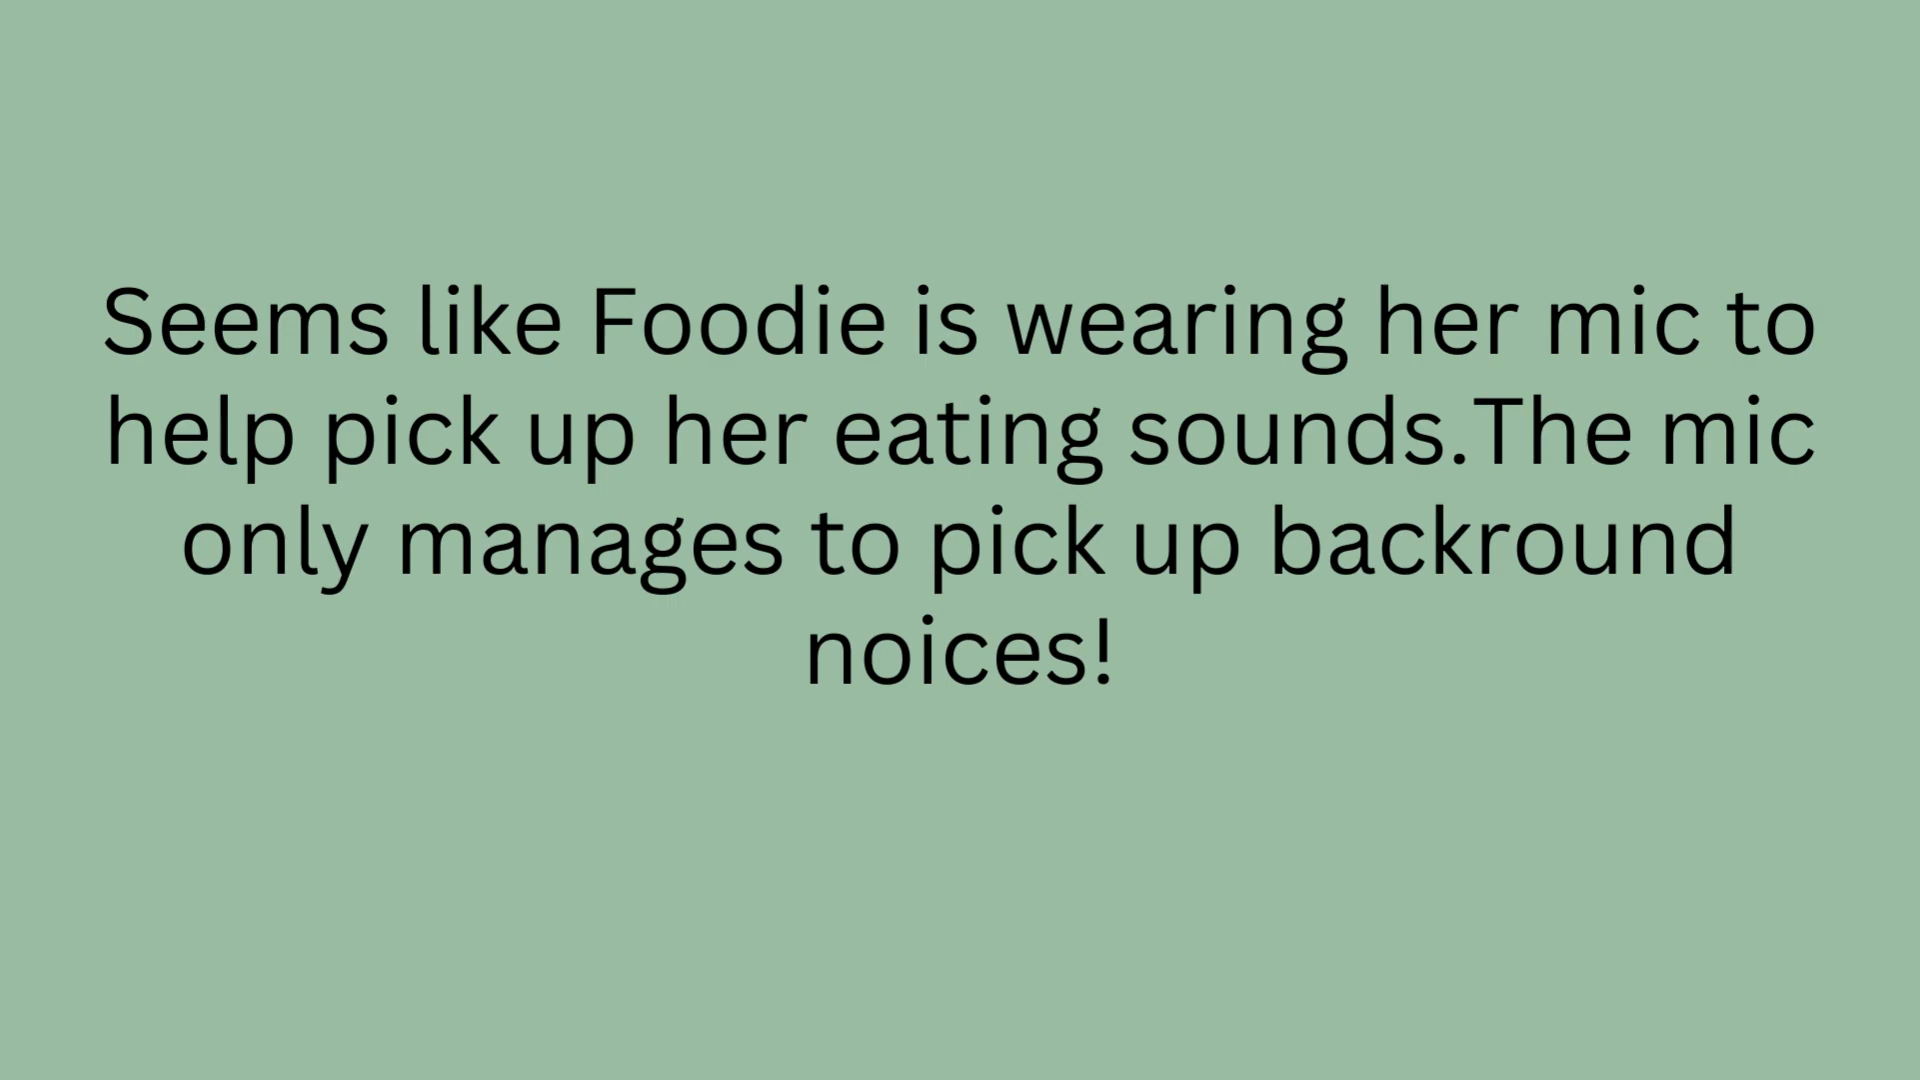 Seems like Foodie is wearing her mic to
help pick up her eating sounds.The mic
only manages to pick up backround
noices!